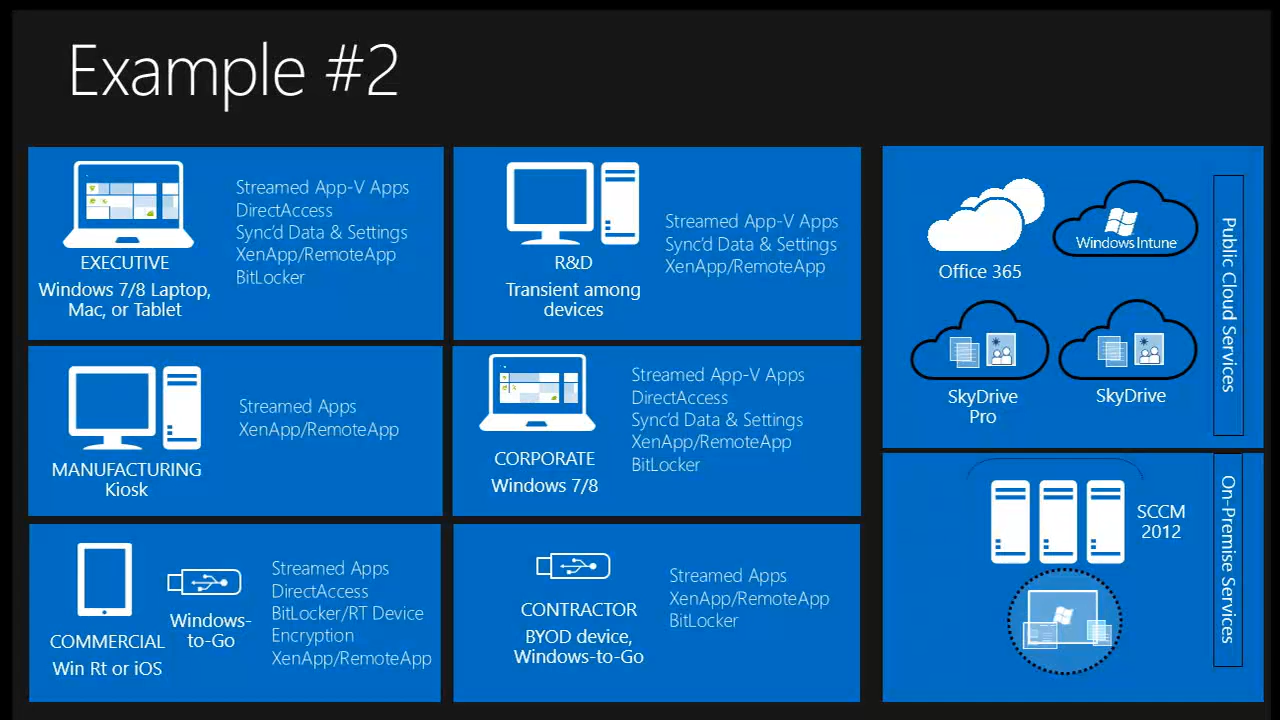 Example #2
EXECUTIVE
Windows 7/8 Laptop,
Mac, or Tablet
Streamed App-V Apps
DirectAccess
Sync'd Data & Settings
XenApp/RemoteApp
BitLocker
R&D
Transient among
devices
Streamed App-V Apps
Sync'd Data & Settings
XenApp/RemoteApp
MANUFACTURING
Kiosk
Streamed Apps
XenApp/RemoteApp
CORPORATE
Windows 7/8
Streamed App-V Apps
DirectAccess
Sync'd Data & Settings
XenApp/RemoteApp
BitLocker
COMMERCIAL
Win Rt or iOS
Windows-
to-Go
Streamed Apps
DirectAccess
BitLocker/RT Device
Encryption
XenApp/RemoteApp
CONTRACTOR
BYOD device,
Windows-to-Go
Streamed Apps
XenApp/RemoteApp
BitLocker
Office 365
Windows Intune
SkyDrive
Pro
SkyDrive
Public Cloud Services
SCCM
2012
On-Premise Services